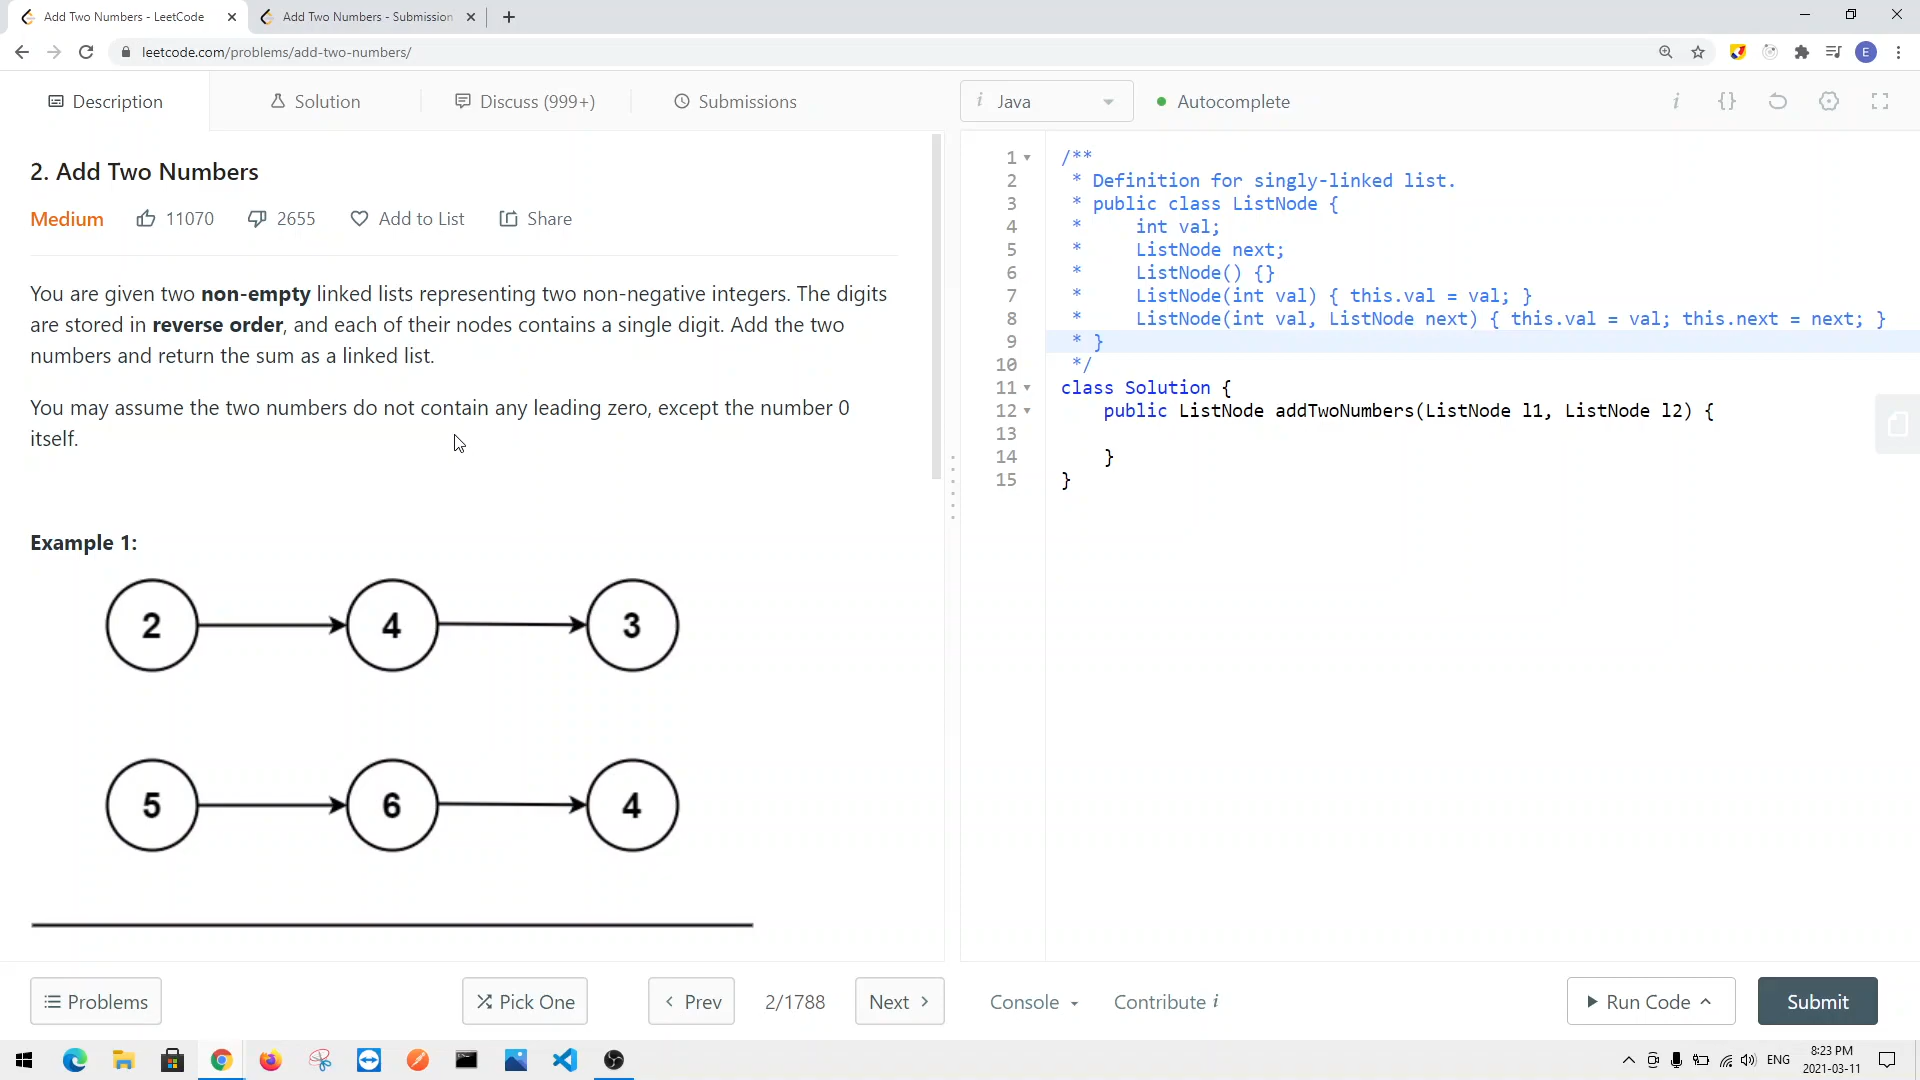 Add Two Numbers - LeetCode
Add Two Numbers - Submission
leetcode.com/problems/add-two-numbers/
E
Description
Solution
Discuss (999+)
Submissions
i Java
Autocomplete
i {}
2. Add Two Numbers
Medium 11070 2655 Add to List Share
You are given two non-empty linked lists representing two non-negative integers. The digits
are stored in reverse order, and each of their nodes contains a single digit. Add the two
numbers and return the sum as a linked list.
You may assume the two numbers do not contain any leading zero, except the number 0
itself.
Example 1:
2 4 3
5 6 4
1 /**
2 * Definition for singly-linked list.
3 * public class ListNode {
4 *     int val;
5 *     ListNode next;
6 *     ListNode() {}
7 *     ListNode(int val) { this.val = val; }
8 *     ListNode(int val, ListNode next) { this.val = val; this.next = next; }
9 * }
10 */
11 class Solution {
12     public ListNode addTwoNumbers(ListNode l1, ListNode l2) {
13
14     }
15 }
Problems
Pick One
< Prev
2/1788
Next >
Console
Contribute i
Run Code
Submit
ENG
8:23 PM
2021-03-11